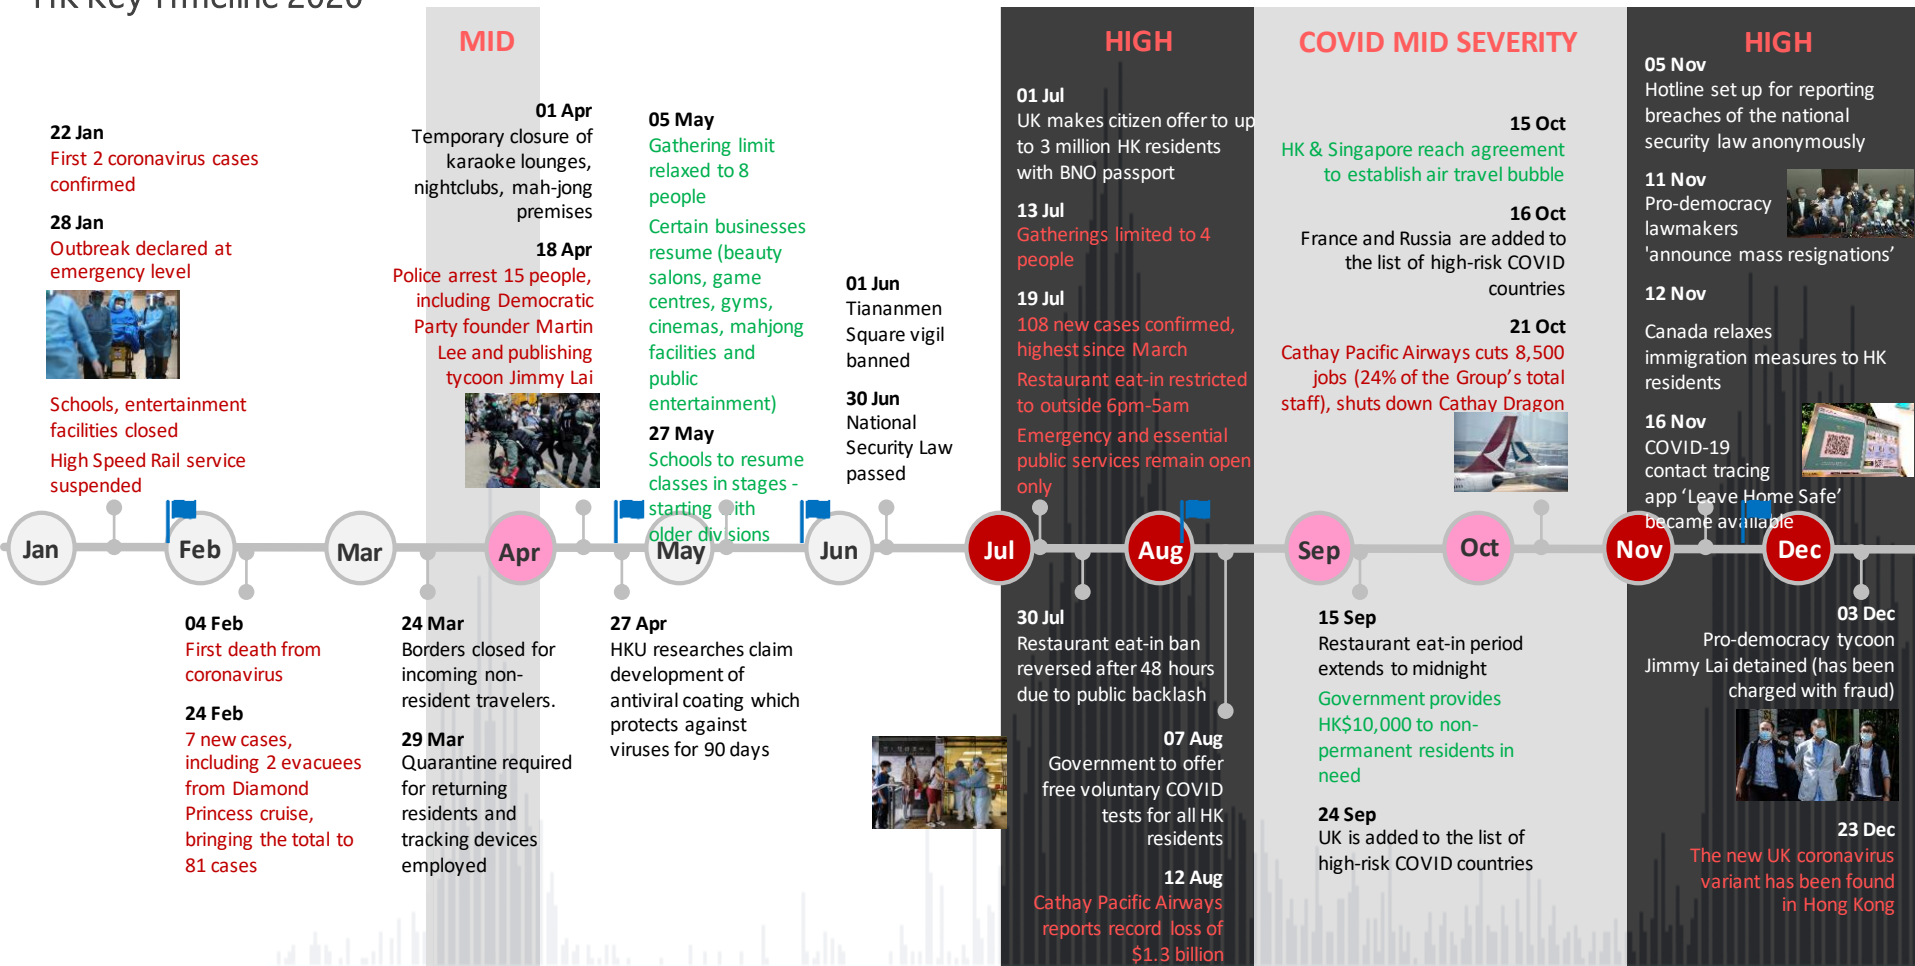 HK Key Timeline 2020
MID
HIGH
COVID MID SEVERITY
HIGH
22 Jan
First 2 coronavirus cases
confirmed
28 Jan
Outbreak declared at
emergency level
Schools, entertainment
facilities closed
High Speed Rail service
suspended
01 Apr
Temporary closure of
karaoke lounges,
nightclubs, mah-jong
premises
18 Apr
Police arrest 15 people,
including Democratic
Party founder Martin
Lee and publishing
tycoon Jimmy Lai
05 May
Gathering limit
relaxed to 8
people
Certain businesses
resume (beauty
salons, game
centres, gyms,
cinemas, mahjong
facilities and
public
entertainment)
27 May
Schools to resume
classes in stages -
starting with
older divisions
01 Jun
Tiananmen
Square vigil
banned
30 Jun
National
Security Law
passed
01 Jul
UK makes citizen offer to up
to 3 million HK residents
with BNO passport
13 Jul
Gatherings limited to 4
people
19 Jul
108 new cases confirmed,
highest since March
Restaurant eat-in restricted
to outside 6pm-5am
Emergency and essential
public services remain open
only
15 Oct
HK & Singapore reach agreement
to establish air travel bubble
16 Oct
France and Russia are added to
the list of high-risk COVID
countries
21 Oct
Cathay Pacific Airways cuts 8,500
jobs (24% of the Group's total
staff), shuts down Cathay Dragon
05 Nov
Hotline set up for reporting
breaches of the national
security law anonymously
11 Nov
Pro-democracy
lawmakers
'announce mass resignations’
12 Nov
Canada relaxes
immigration measures to HK
residents
16 Nov
COVID-19
contact tracing
app ‘Leave Home Safe’
became available
Jan
Feb
Mar
Apr
May
Jun
Jul
Aug
Sep
Oct
Nov
Dec
04 Feb
First death from
coronavirus
24 Feb
7 new cases,
including 2 evacuees
from Diamond
Princess cruise,
bringing the total to
81 cases
24 Mar
Borders closed for
incoming non-
resident travelers.
29 Mar
Quarantine required
for returning
residents and
tracking devices
employed
27 Apr
HKU researches claim
development of
antiviral coating which
protects against
viruses for 90 days
30 Jul
Restaurant eat-in ban
reversed after 48 hours
due to public backlash
07 Aug
Government to offer
free voluntary COVID
tests for all HK
residents
12 Aug
Cathay Pacific Airways
reports record loss of
$1.3 billion
15 Sep
Restaurant eat-in period
extends to midnight
Government provides
HK$10,000 to non-
permanent residents in
need
24 Sep
UK is added to the list of
high-risk COVID countries
03 Dec
Pro-democracy tycoon
Jimmy Lai detained (has been
charged with fraud)
23 Dec
The new UK coronavirus
variant has been found
in Hong Kong